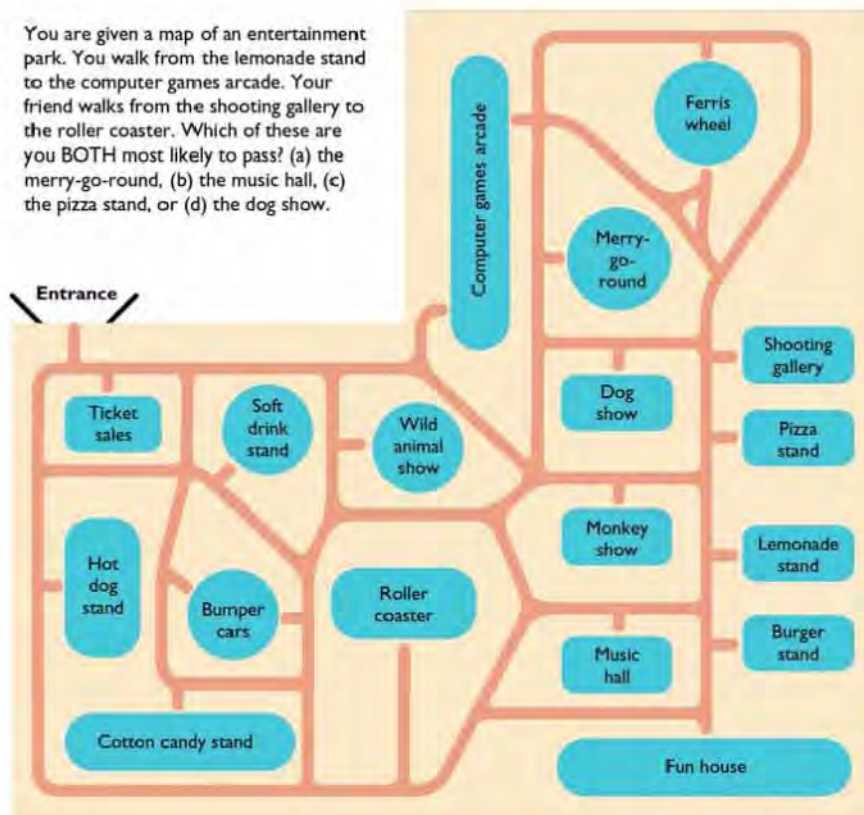 You are given a map of an entertainment
park. You walk from the lemonade stand
to the computer games arcade. Your
friend walks from the shooting gallery to
the roller coaster. Which of these are
you BOTH most likely to pass? (a) the
merry-go-round, (b) the music hall, (c)
the pizza stand, or (d) the dog show.
Entrance
Computer games arcade
Ferris
wheel
Merry-
go-
round
Shooting
gallery
Ticket
sales
Soft
drink
stand
Wild
animal
show
Dog
show
Pizza
stand
Hot
dog
stand
Bumper
cars
Roller
coaster
Monkey
show
Lemonade
stand
Music
hall
Burger
stand
Cotton candy stand
Fun house